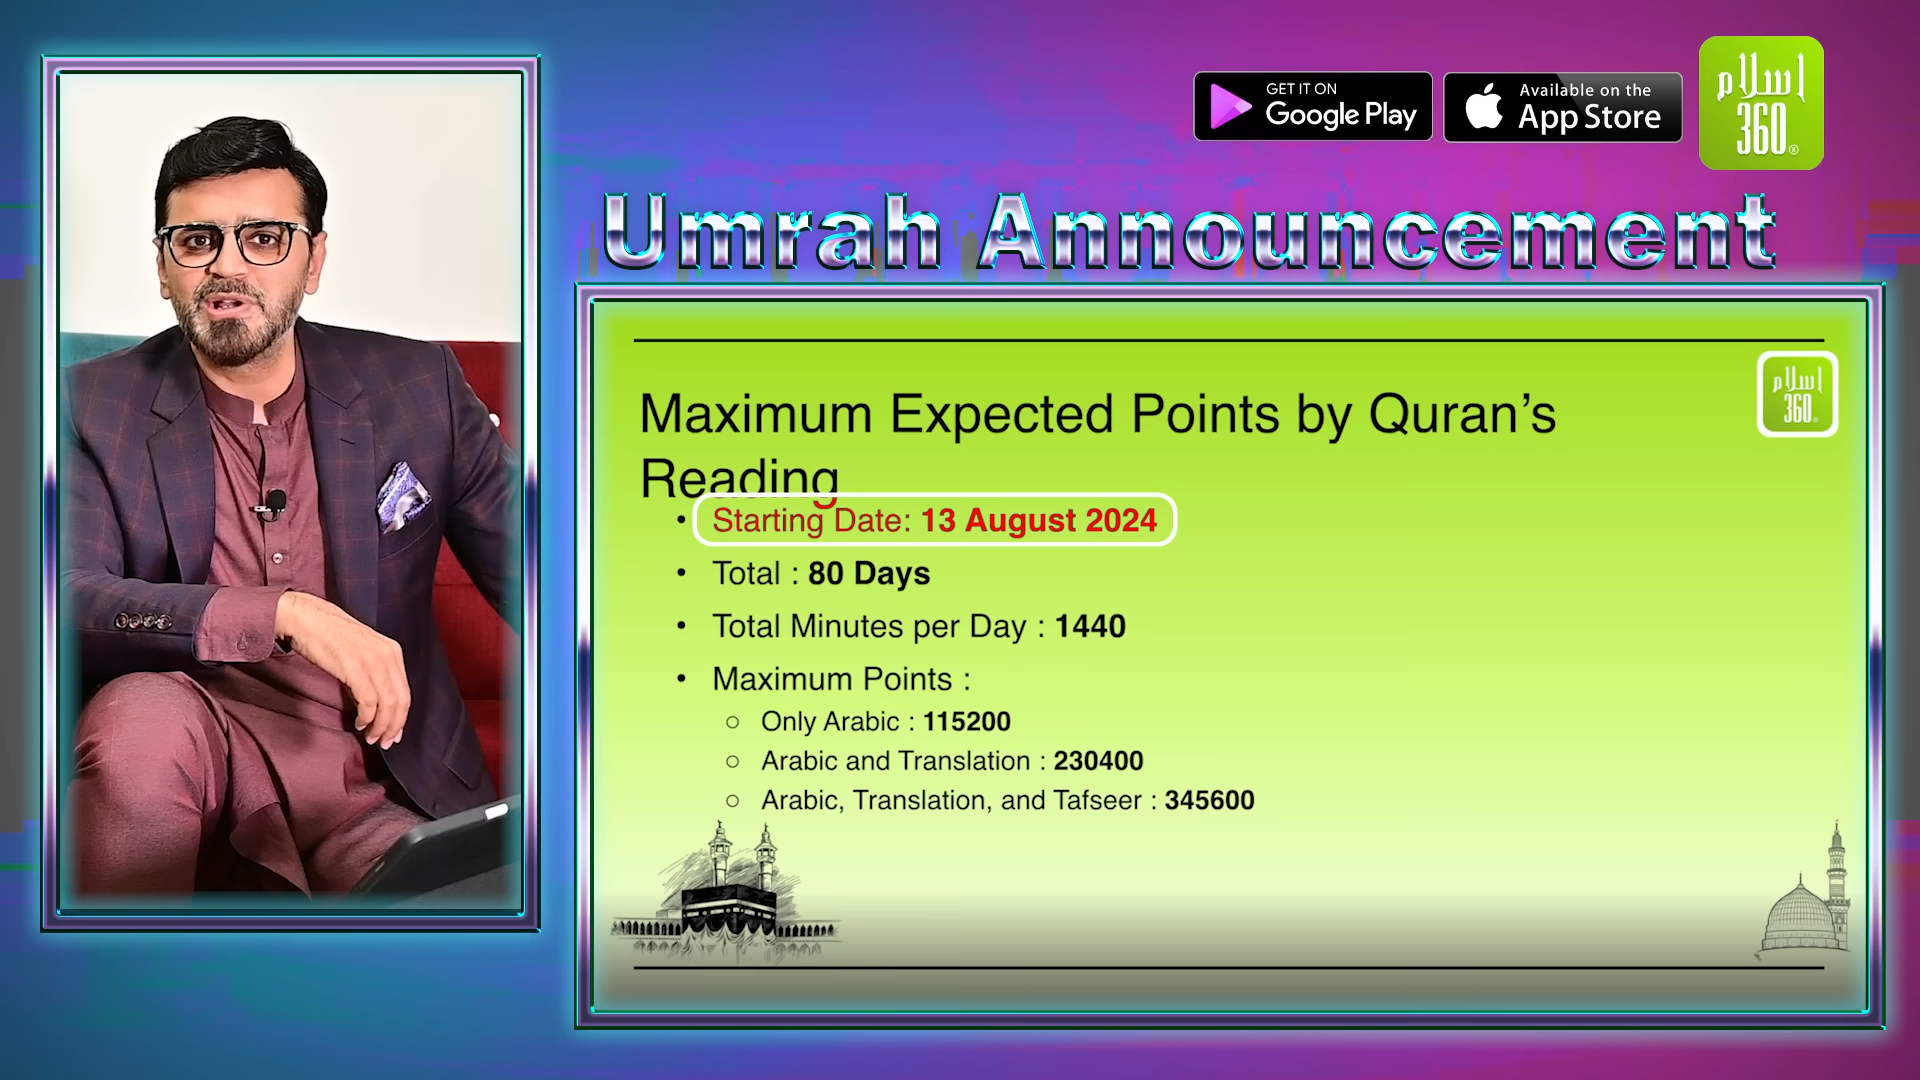 GET IT ON
Google Play
Available on the
App Store
اسلام
360®
Umrah Announcement
اسلام
360
Maximum Expected Points by Quran’s
Reading
• Starting Date: 13 August 2024
• Total : 80 Days
• Total Minutes per Day : 1440
• Maximum Points :
○ Only Arabic : 115200
○ Arabic and Translation : 230400
○ Arabic, Translation, and Tafseer : 345600